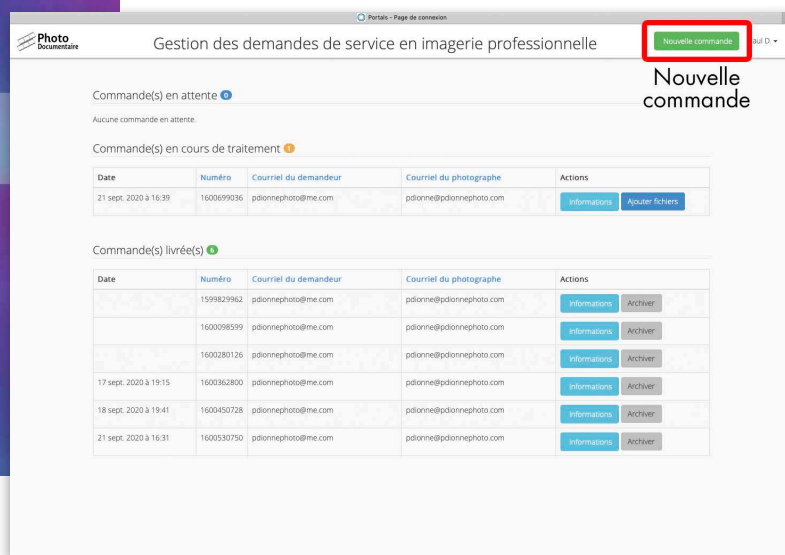 Portals - Page de connexion
Photo
Documentaire
Gestion des demandes de service en imagerie professionnelle
Nouvelle commande
aul D.
Nouvelle
commande
Commande(s) en attente 0
Aucune commande en attente.
Commande(s) en cours de traitement 1
Date Numéro Courriel du demandeur Courriel du photographe Actions
21 sept. 2020 à 16:39 1600699036 pdionnephoto@me.com pdionne@pdionnephoto.com Informations Ajouter fichiers
Commande(s) livrée(s) 6
Date Numéro Courriel du demandeur Courriel du photographe Actions
1599829962 pdionnephoto@me.com pdionne@pdionnephoto.com Informations Archiver
1600098599 pdionnephoto@me.com pdionne@pdionnephoto.com Informations Archiver
1600280126 pdionnephoto@me.com pdionne@pdionnephoto.com Informations Archiver
17 sept. 2020 à 19:15 1600362800 pdionnephoto@me.com pdionne@pdionnephoto.com Informations Archiver
18 sept. 2020 à 19:41 1600450728 pdionnephoto@me.com pdionne@pdionnephoto.com Informations Archiver
21 sept. 2020 à 16:31 1600530750 pdionnephoto@me.com pdionne@pdionnephoto.com Informations Archiver